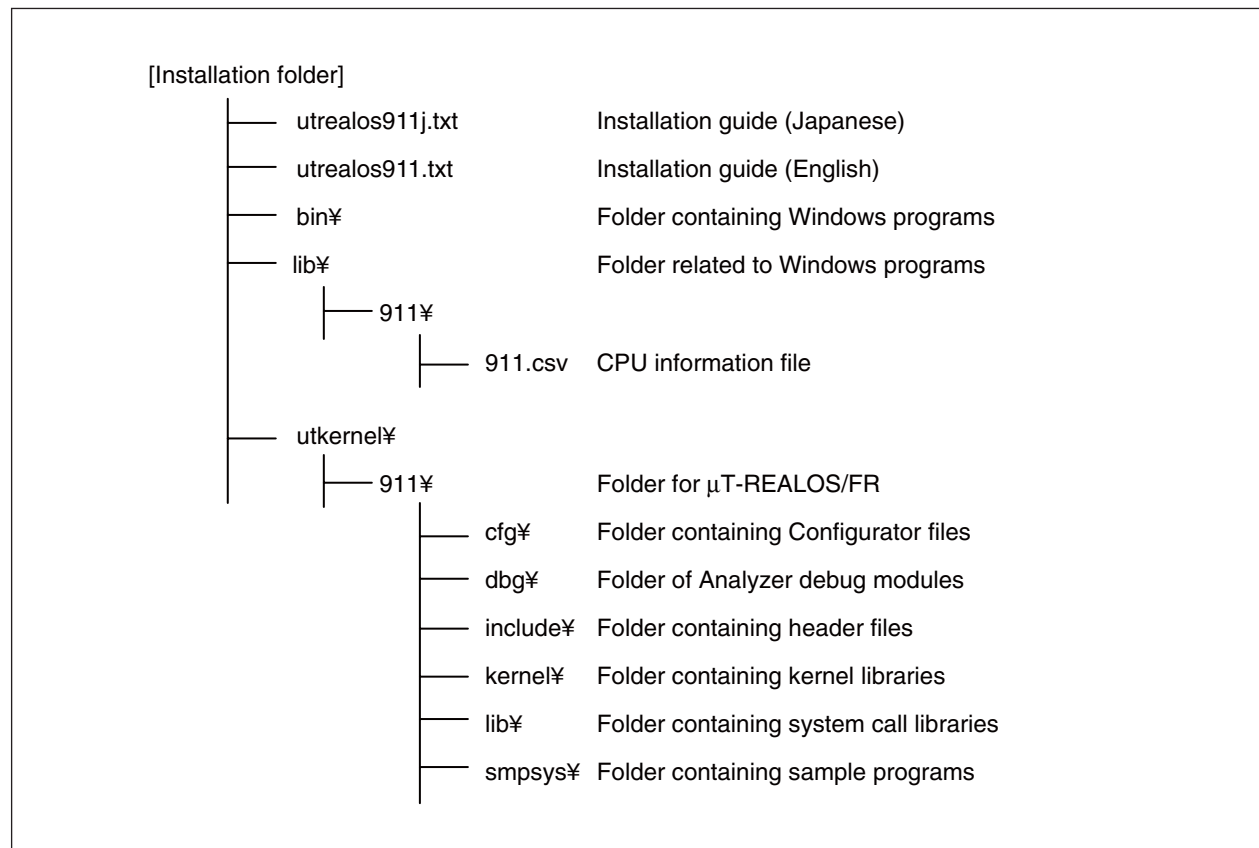 [Installation folder]
utrealos911j.txt Installation guide (Japanese)
utrealos911.txt Installation guide (English)
bin¥ Folder containing Windows programs
lib¥ Folder related to Windows programs
911¥
911.csv CPU information file
utkernel¥
911¥ Folder for µT-REALOS/FR
cfg¥ Folder containing Configurator files
dbg¥ Folder of Analyzer debug modules
include¥ Folder containing header files
kernel¥ Folder containing kernel libraries
lib¥ Folder containing system call libraries
smpsys¥ Folder containing sample programs